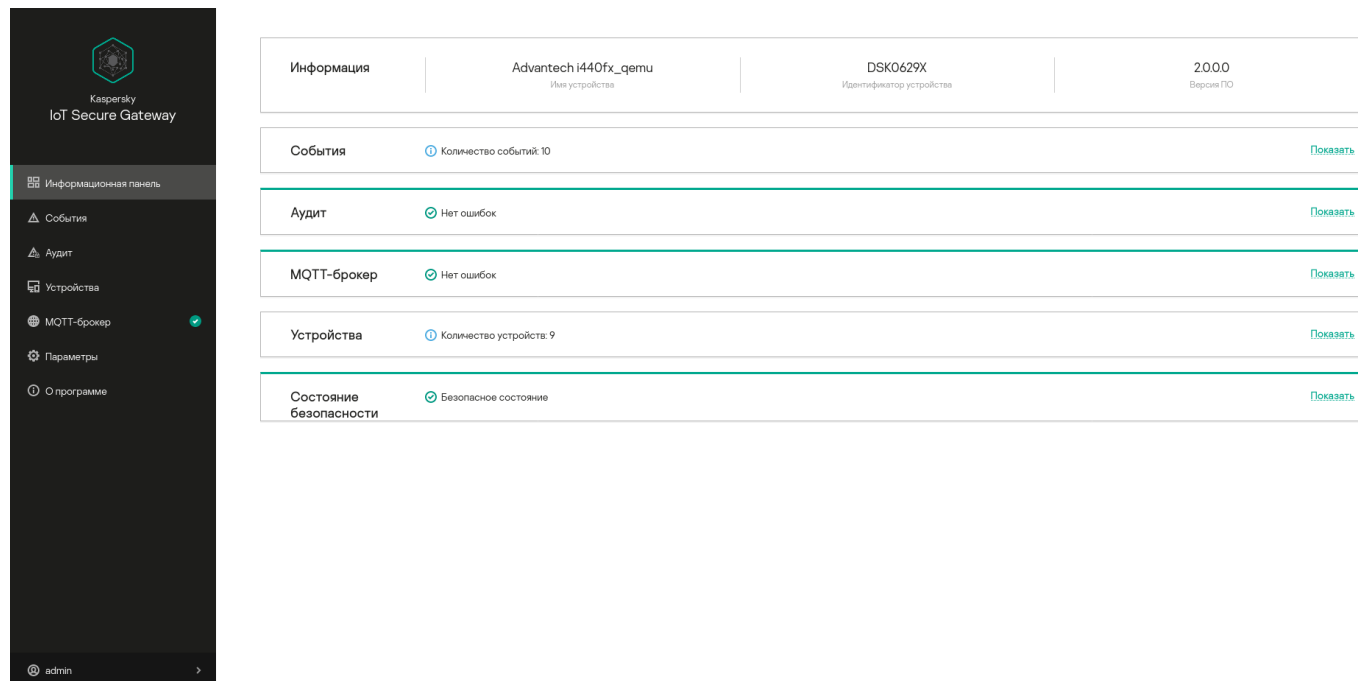 Kaspersky
IoT Secure Gateway
Информационная панель
События
Аудит
Устройства
MQTT-брокер
Параметры
О программе
admin
Информация
Advantech i440fx_qemu
Имя устройства
DSK0629X
Идентификатор устройства
2.0.0.0
Версия ПО
События
Количество событий: 10
Показать
Аудит
Нет ошибок
Показать
MQTT-брокер
Нет ошибок
Показать
Устройства
Количество устройств: 9
Показать
Состояние
безопасности
Безопасное состояние
Показать